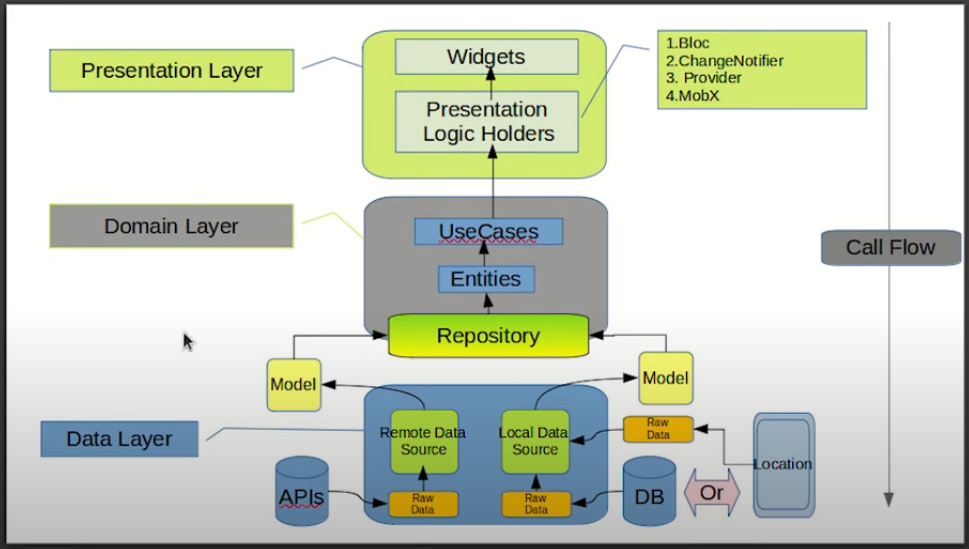 Presentation Layer
Widgets
Presentation
Logic Holders
1.Bloc
2.ChangeNotifier
3. Provider
4.MobX
Domain Layer
UseCases
Entities
Call Flow
Repository
Model
Model
Data Layer
Remote Data
Source
Local Data
Source
Raw
Data
Location
APIs
Raw
Data
Raw
Data
DB
Or